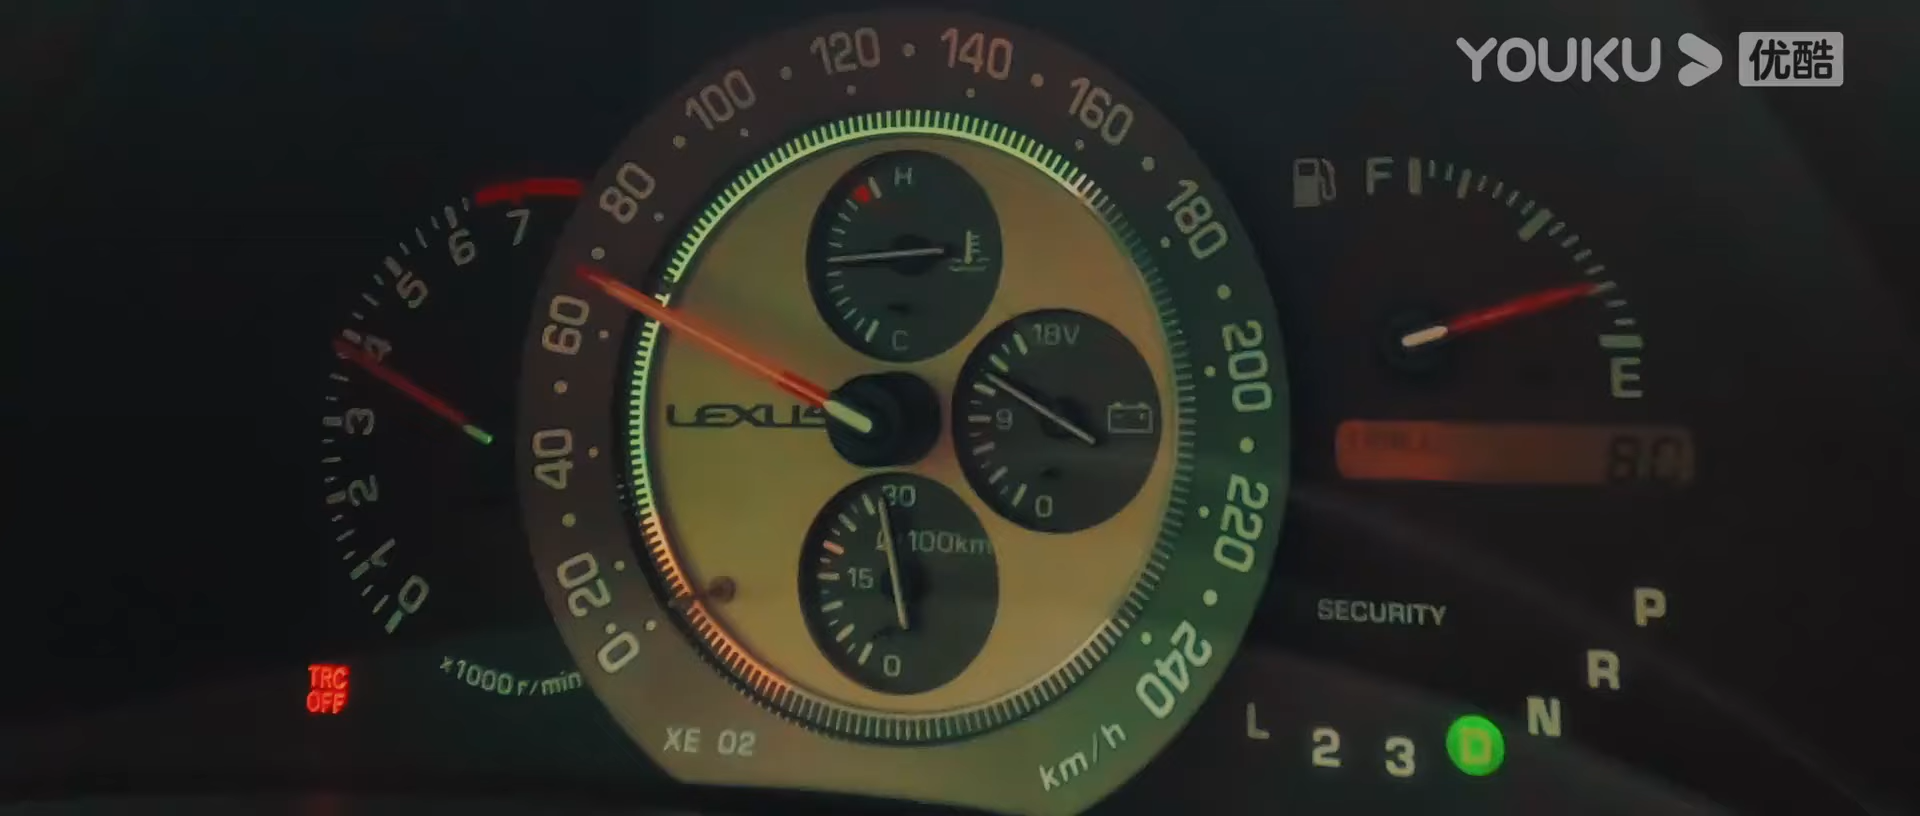 YOUKU 优酷
0
20
40
60
80
100
120
140
160
180
200
220
240
km/h
XE 02
0
1
2
3
4
5
6
7
x1000 r/min
TRC
OFF
H
C
LEXUS
18V
9
0
30
100km
15
0
F
E
SECURITY
P
R
N
D
3
2
L